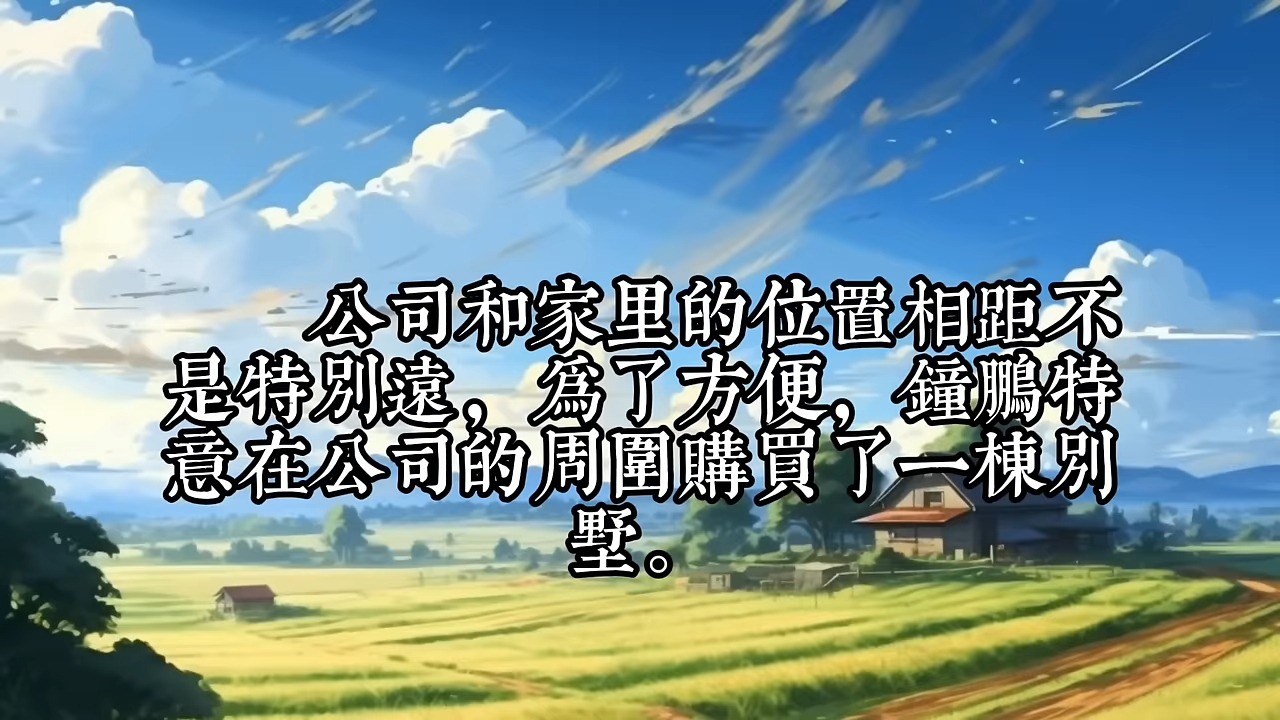 公司和家里的位置相距不
是特別遠，爲了方便，鐘鵬特
意在公司的周圍購買了一棟別
墅。